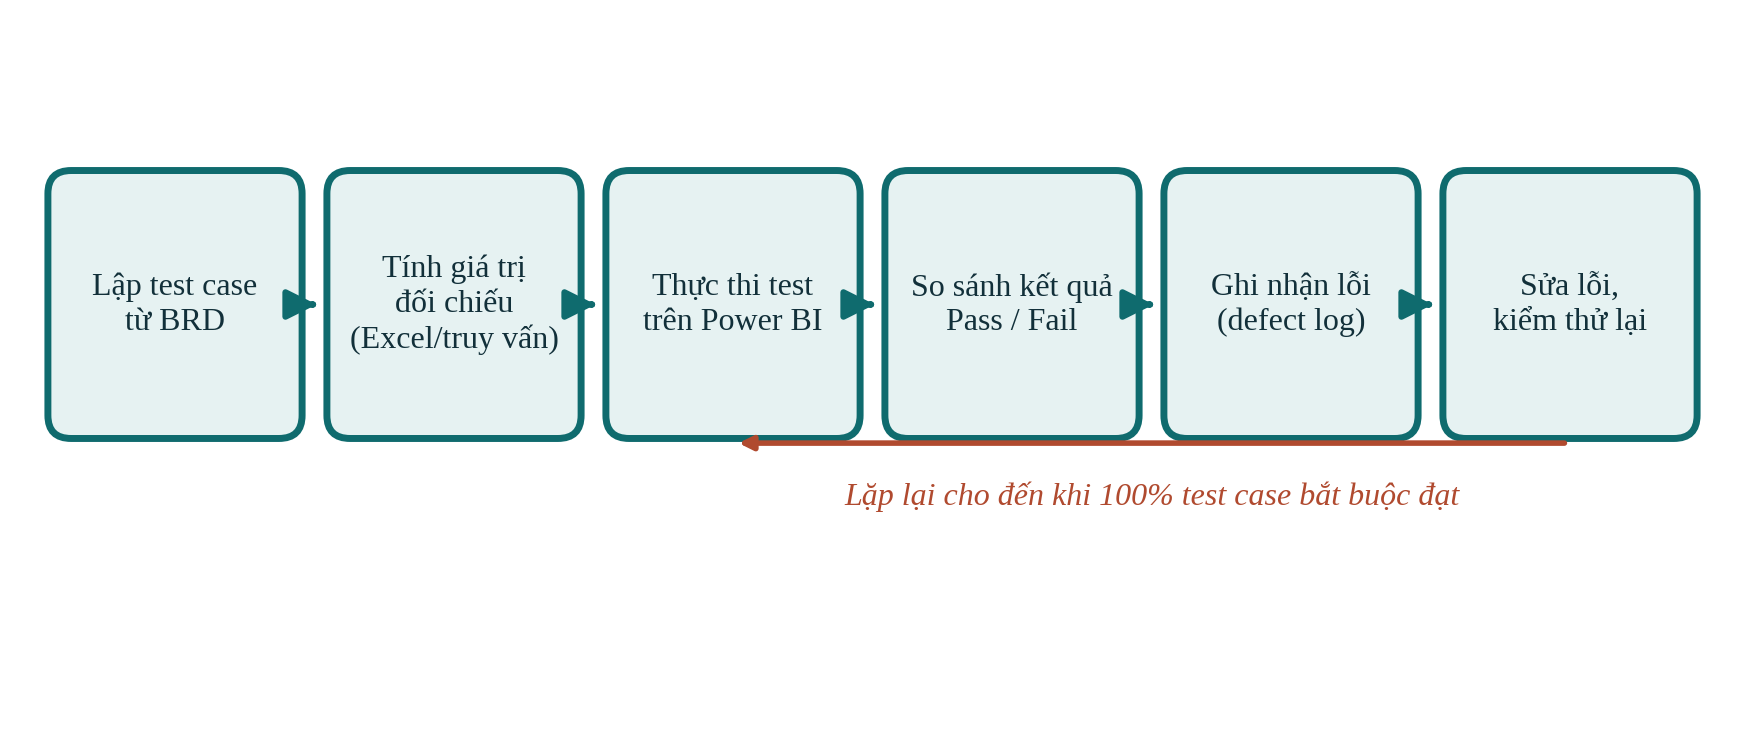 Lập test case
từ BRD
Tính giá trị
đối chiếu
(Excel/truy vấn)
Thực thi test
trên Power BI
So sánh kết quả
Pass / Fail
Ghi nhận lỗi
(defect log)
Sửa lỗi,
kiểm thử lại
Lặp lại cho đến khi 100% test case bắt buộc đạt